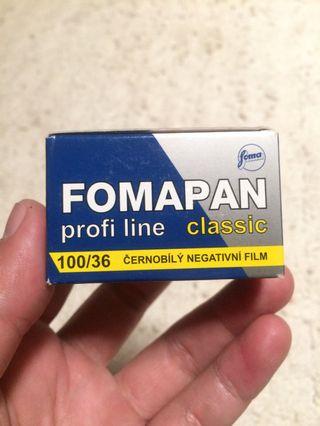 foma
FOMAPAN
profi line classic
100/36 ČERNOBÍLÝ NEGATIVNÍ FILM